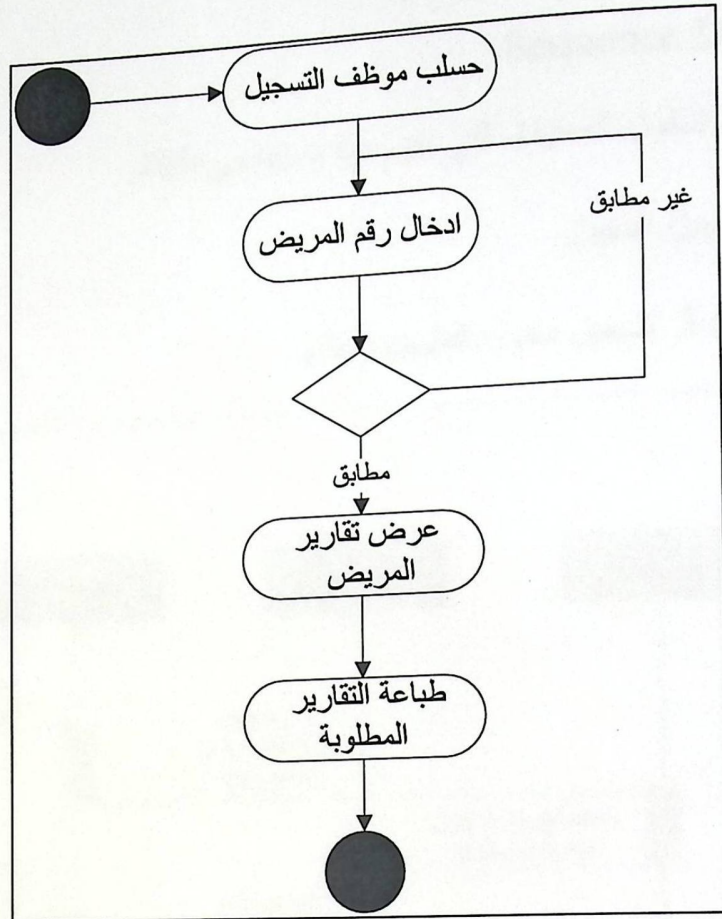 حسلب موظف التسجيل
غير مطابق
ادخال رقم المريض
مطابق
عرض تقارير
المريض
طباعة التقارير
المطلوبة